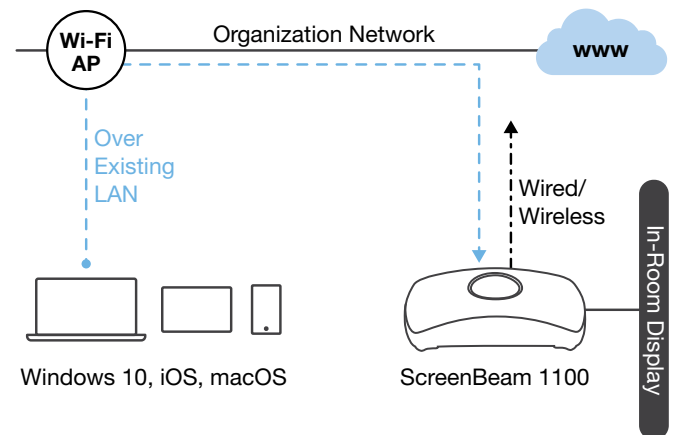 Wi-Fi
AP
Organization Network
www
Over
Existing
LAN
Wired/
Wireless
In-Room Display
Windows 10, iOS, macOS
ScreenBeam 1100